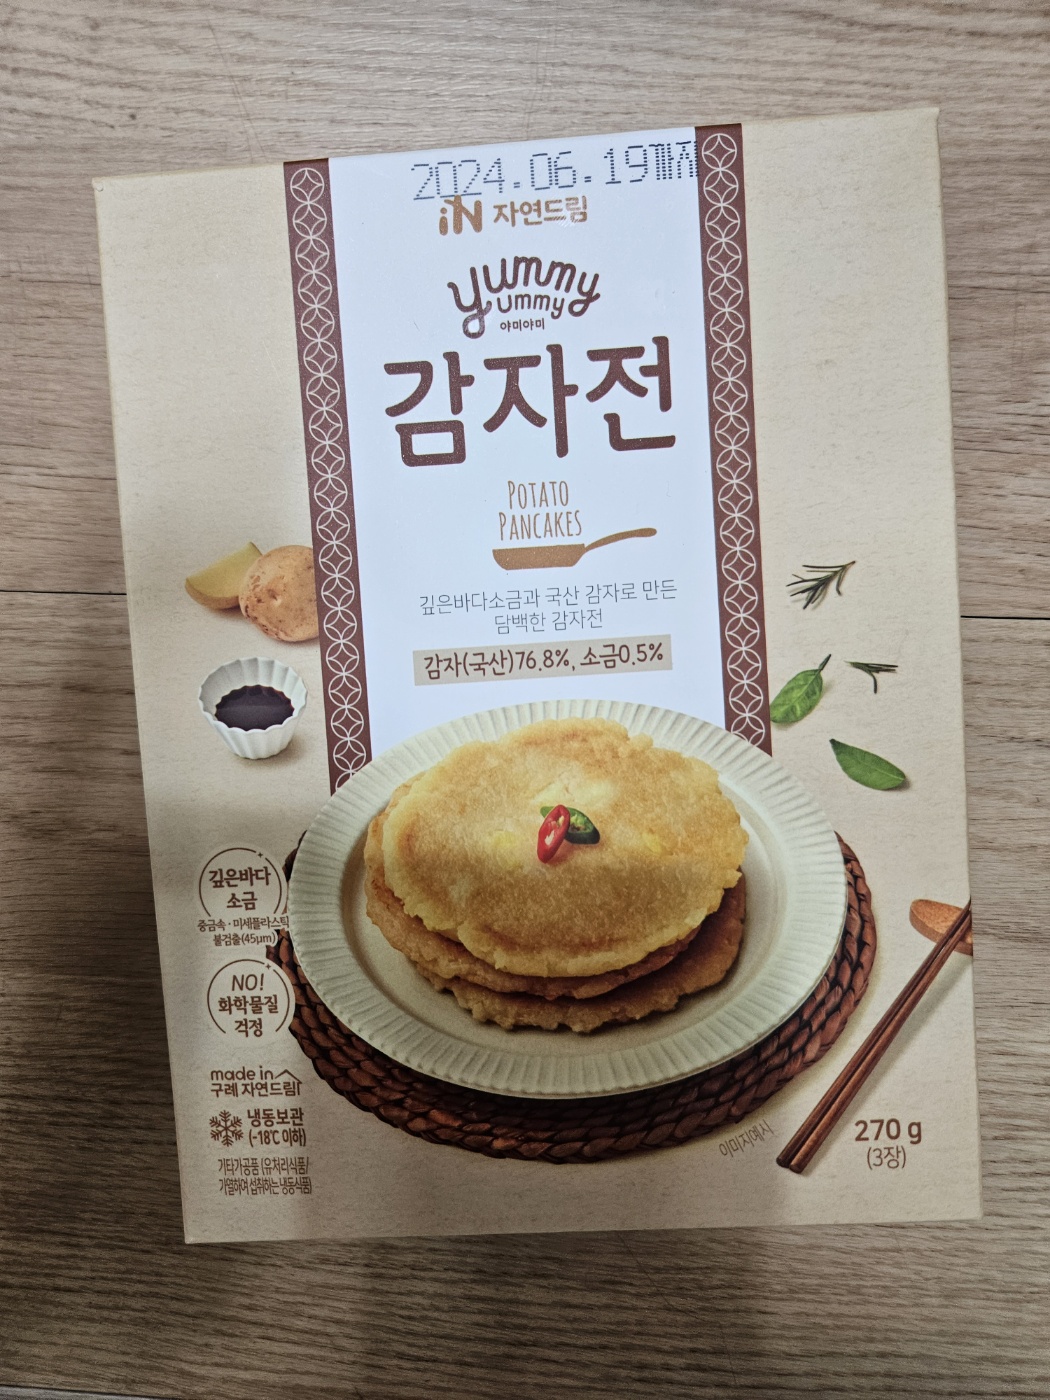 2024.06.19까지
iN 자연드림
yummy
yummy
야미야미
감자전
POTATO
PANCAKES
깊은바다소금과 국산 감자로 만든
담백한 감자전
감자(국산)76.8%, 소금0.5%
깊은바다
소금
중금속·미세플라스틱
불검출(45μm)
NO!
화학물질
걱정
made in
구례 자연드림
냉동보관
(-18℃ 이하)
기타가공품(유처리식품/
가열하여 섭취하는 냉동식품)
이미지예시
270 g
(3장)